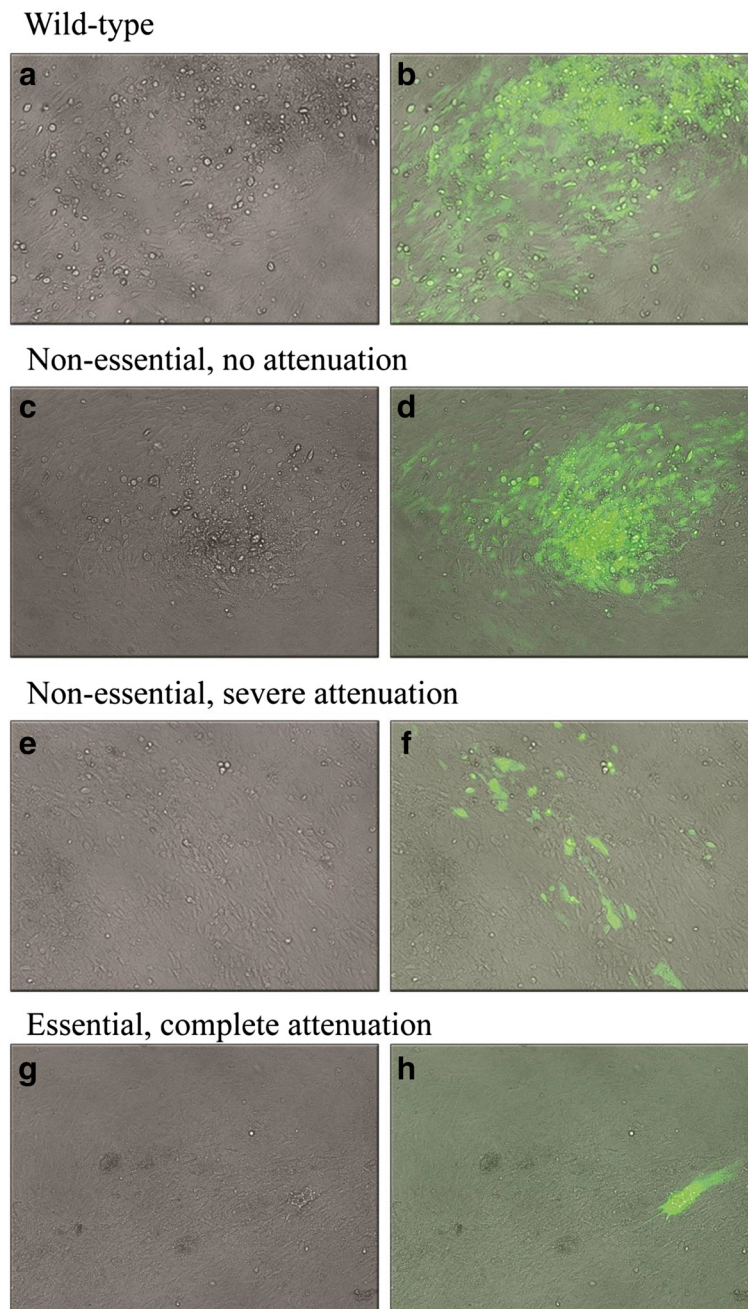 Wild-type
a
b
Non-essential, no attenuation
c
d
Non-essential, severe attenuation
e
f
Essential, complete attenuation
g
h